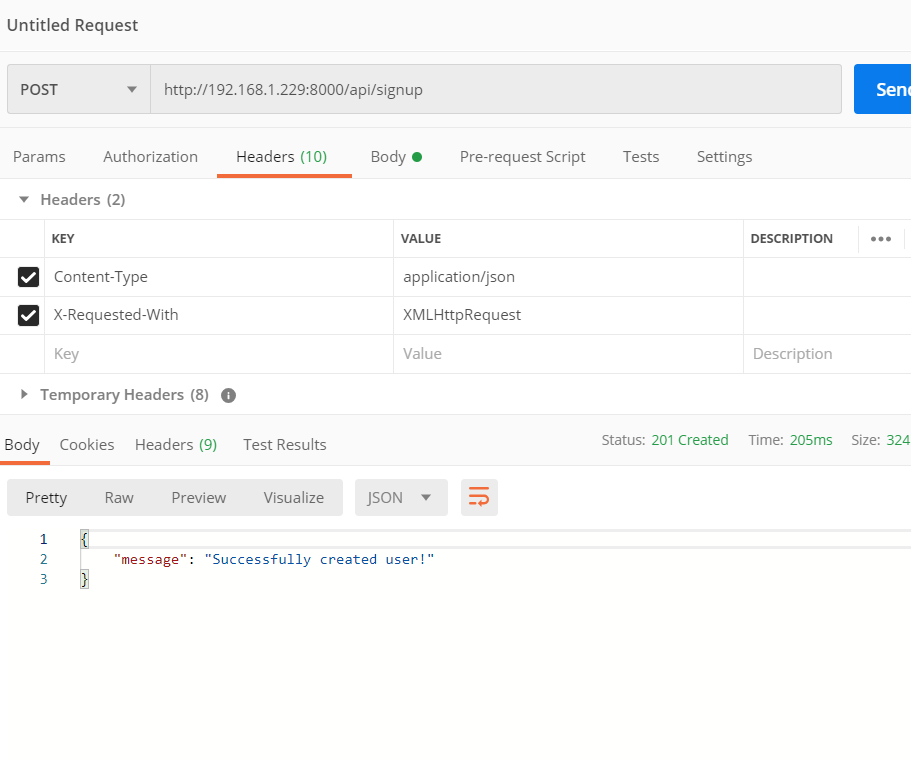 Untitled Request
POST http://192.168.1.229:8000/api/signup
Params Authorization Headers (10) Body Pre-request Script Tests Settings
Headers (2)
KEY VALUE DESCRIPTION
Content-Type application/json
X-Requested-With XMLHttpRequest
Key Value Description
Temporary Headers (8)
Body Cookies Headers (9) Test Results Status: 201 Created Time: 205ms Size: 324
Pretty Raw Preview Visualize JSON
1 {
2 "message": "Successfully created user!"
3 }